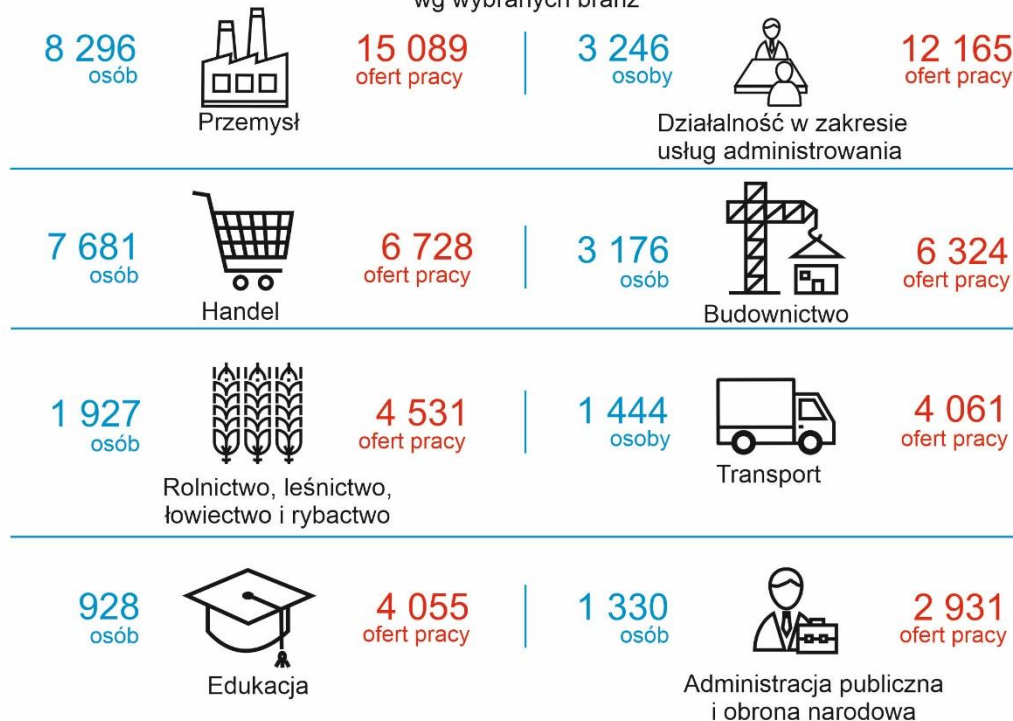 wg wybranych branż
8 296
osób
15 089
ofert pracy
Przemysł
3 246
osoby
12 165
ofert pracy
Działalność w zakresie
usług administrowania
7 681
osób
6 728
ofert pracy
Handel
3 176
osób
6 324
ofert pracy
Budownictwo
1 927
osób
4 531
ofert pracy
Rolnictwo, leśnictwo,
łowiectwo i rybactwo
1 444
osoby
4 061
ofert pracy
Transport
928
osób
4 055
ofert pracy
Edukacja
1 330
osób
2 931
ofert pracy
Administracja publiczna
i obrona narodowa